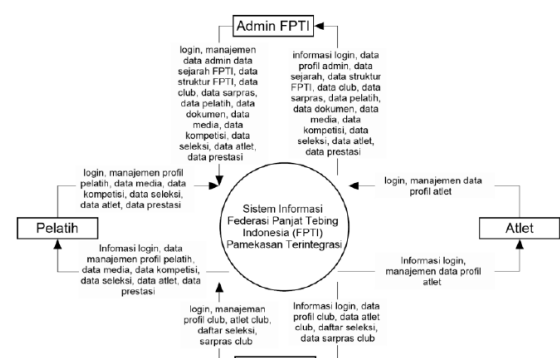 Admin FPTI
login, manajemen
data admin data
sejarah FPTI, data
struktur FPTI, data
club, data sarpras,
data pelatih, data
dokumen, data
media, data
kompetisi, data
seleksi, data atlet,
data prestasi
informasi login, data
profil admin, data
sejarah, data struktur
FPTI, data club, data
sarpras, data pelatih,
data dokumen, data
media, data
kompetisi, data
seleksi, data atlet,
data prestasi
login, manajemen profil
pelatih, data media, data
kompetisi, data seleksi,
data atlet, data prestasi
login, manajemen data
profil atlet
Sistem Informasi
Federasi Panjat Tebing
Indonesia (FPTI)
Pamekasan Terintegrasi
Pelatih
Atlet
Infomasi login, data
manajemen profil pelatih,
data media, data kompetisi,
data seleksi, data atlet, data
prestasi
Informasi login,
manajemen data profil
atlet
login, manajeman
profil club, atlet club,
daftar seleksi,
sarpras club
Informasi login, data
profil club, data atlet
club, daftar seleksi,
data sarpras club